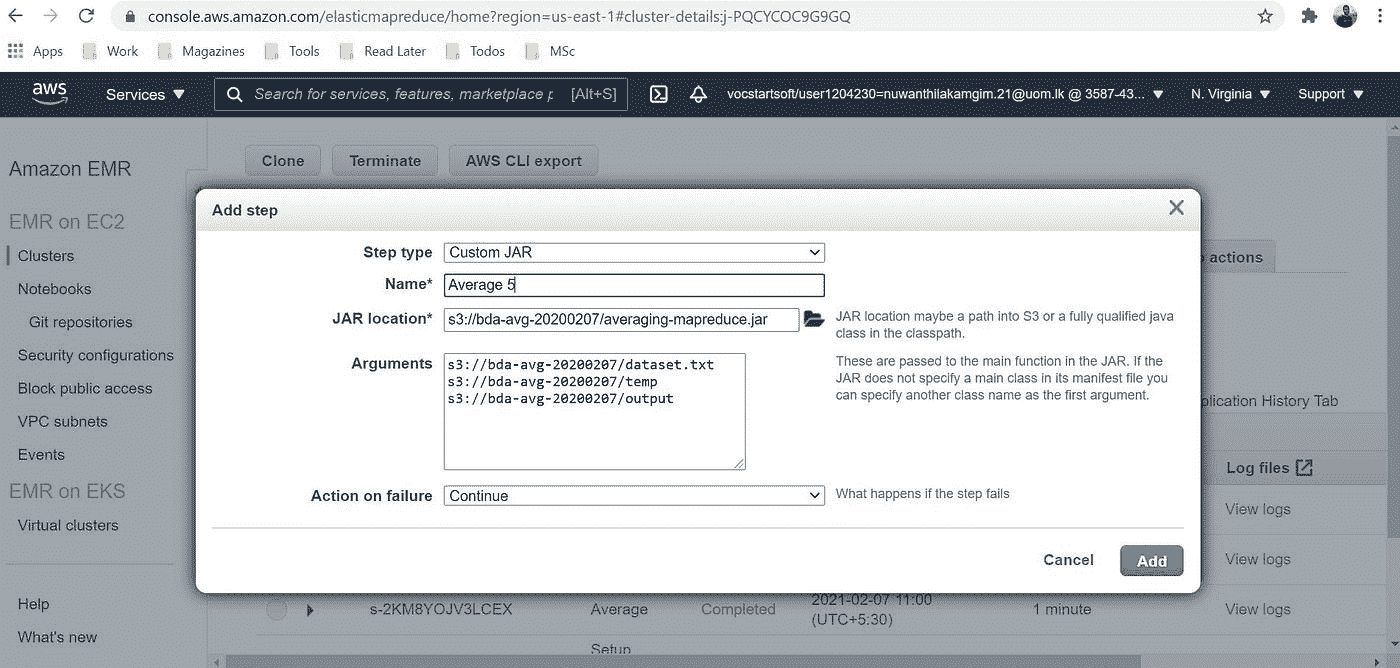 console.aws.amazon.com/elasticmapreduce/home?region=us-east-1#cluster-details:j-PQCYCOC9G9GQ
Apps Work Magazines Tools Read Later Todos MSc
aws Services Search for services, features, marketplace p [Alt+S] vocstartsoft/user1204230=nuwanthilakamgim.21@uom.lk @ 3587-43... N. Virginia Support
Amazon EMR
EMR on EC2
Clusters
Notebooks
Git repositories
Security configurations
Block public access
VPC subnets
Events
EMR on EKS
Virtual clusters
Help
What's new
Clone Terminate AWS CLI export
Add step
Step type Custom JAR
Name* Average 5
JAR location* s3://bda-avg-20200207/averaging-mapreduce.jar
JAR location maybe a path into S3 or a fully qualified java
class in the classpath.
Arguments
s3://bda-avg-20200207/dataset.txt
s3://bda-avg-20200207/temp
s3://bda-avg-20200207/output
These are passed to the main function in the JAR. If the
JAR does not specify a main class in its manifest file you
can specify another class name as the first argument.
Action on failure Continue What happens if the step fails
Cancel Add
actions
plication History Tab
Log files
View logs
View logs
s-2KM8YOJV3LCEX Average Completed 2021-02-07 11:00
(UTC+5:30) 1 minute View logs
Setup